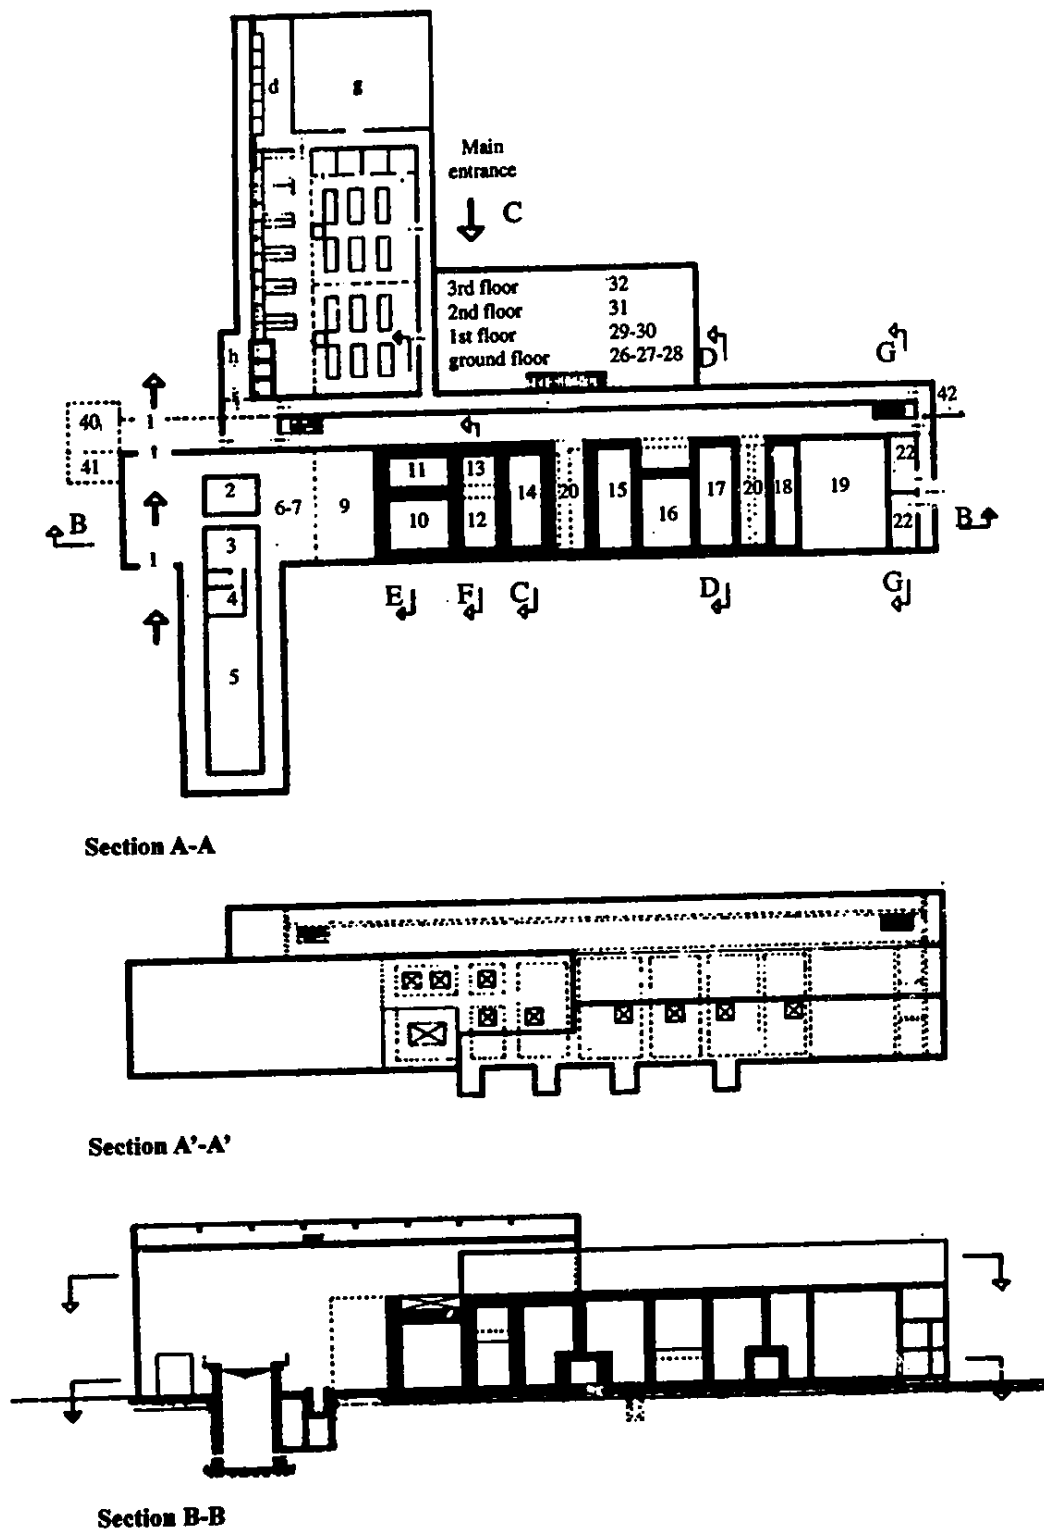 d
g
Main
entrance
C
3rd floor 32
2nd floor 31
1st floor 29-30
ground floor 26-27-28
D
G
h
i
40
1
42
41
11
13
22
2
14
20
15
17
20
18
19
6-7
9
B
10
12
16
3
22
B
1
4
E
F
C
D
G
5
Section A-A
Section A'-A'
Section B-B